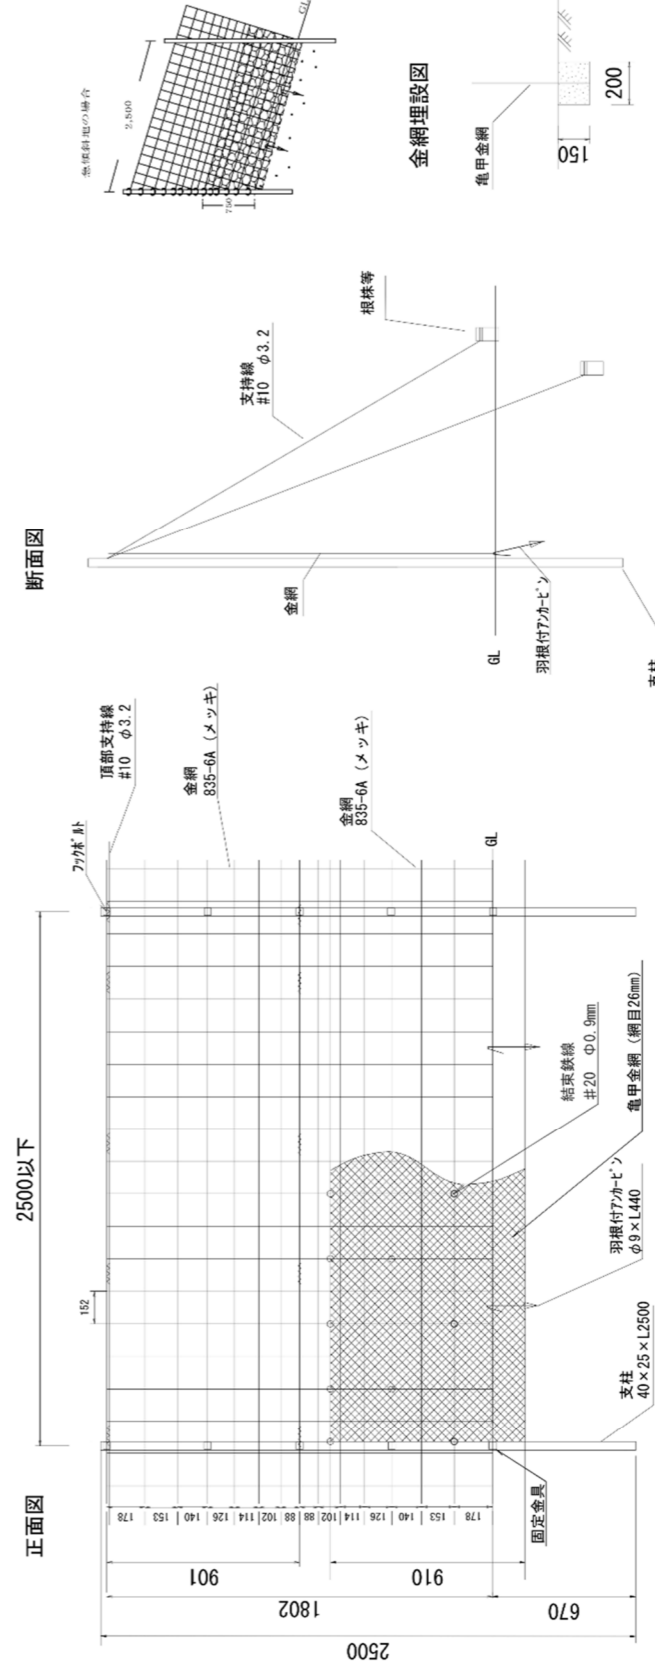 正面図
2500以下
フックボルト
頂部支持線
#10 φ3.2
金網
835-6A (メッキ)
金網
835-6A (メッキ)
GL
152
178
153
140
126
114
102
88
88
102
114
126
140
153
178
901
910
1802
670
2500
固定金具
支柱
40×25×L2500
羽根付アンカーピン
φ9×L440
亀甲金網 (網目26mm)
結束鉄線
#20 Φ0.9mm
断面図
支持線
#10 φ3.2
根株等
金網
GL
羽根付アンカーピン
支柱
急傾斜地の場合
2,500
750
GL
金網埋設図
亀甲金網
150
200